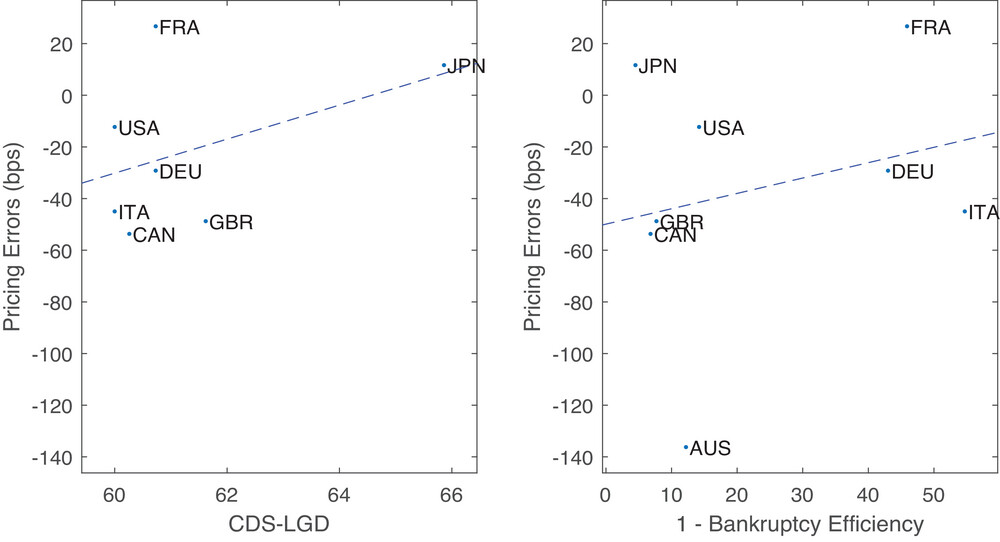 FRA
20
JPN
0
USA
-20
DEU
-40
ITA
GBR
CAN
-60
-80
-100
-120
-140
60
62
64
66
CDS-LGD
Pricing Errors (bps)
FRA
20
JPN
0
USA
-20
DEU
-40
ITA
GBR
CAN
-60
-80
-100
-120
AUS
-140
0
10
20
30
40
50
1 - Bankruptcy Efficiency
Pricing Errors (bps)